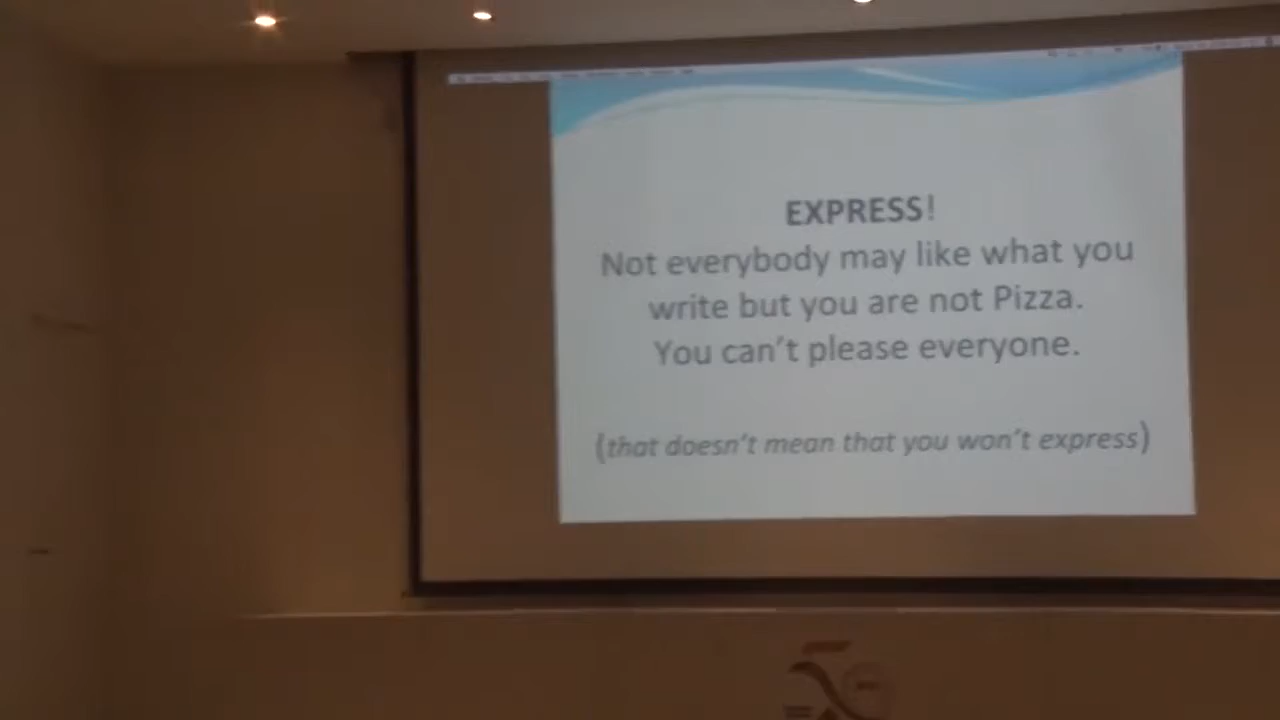 EXPRESS!
Not everybody may like what you
write but you are not Pizza.
You can't please everyone.
(that doesn't mean that you won't express)